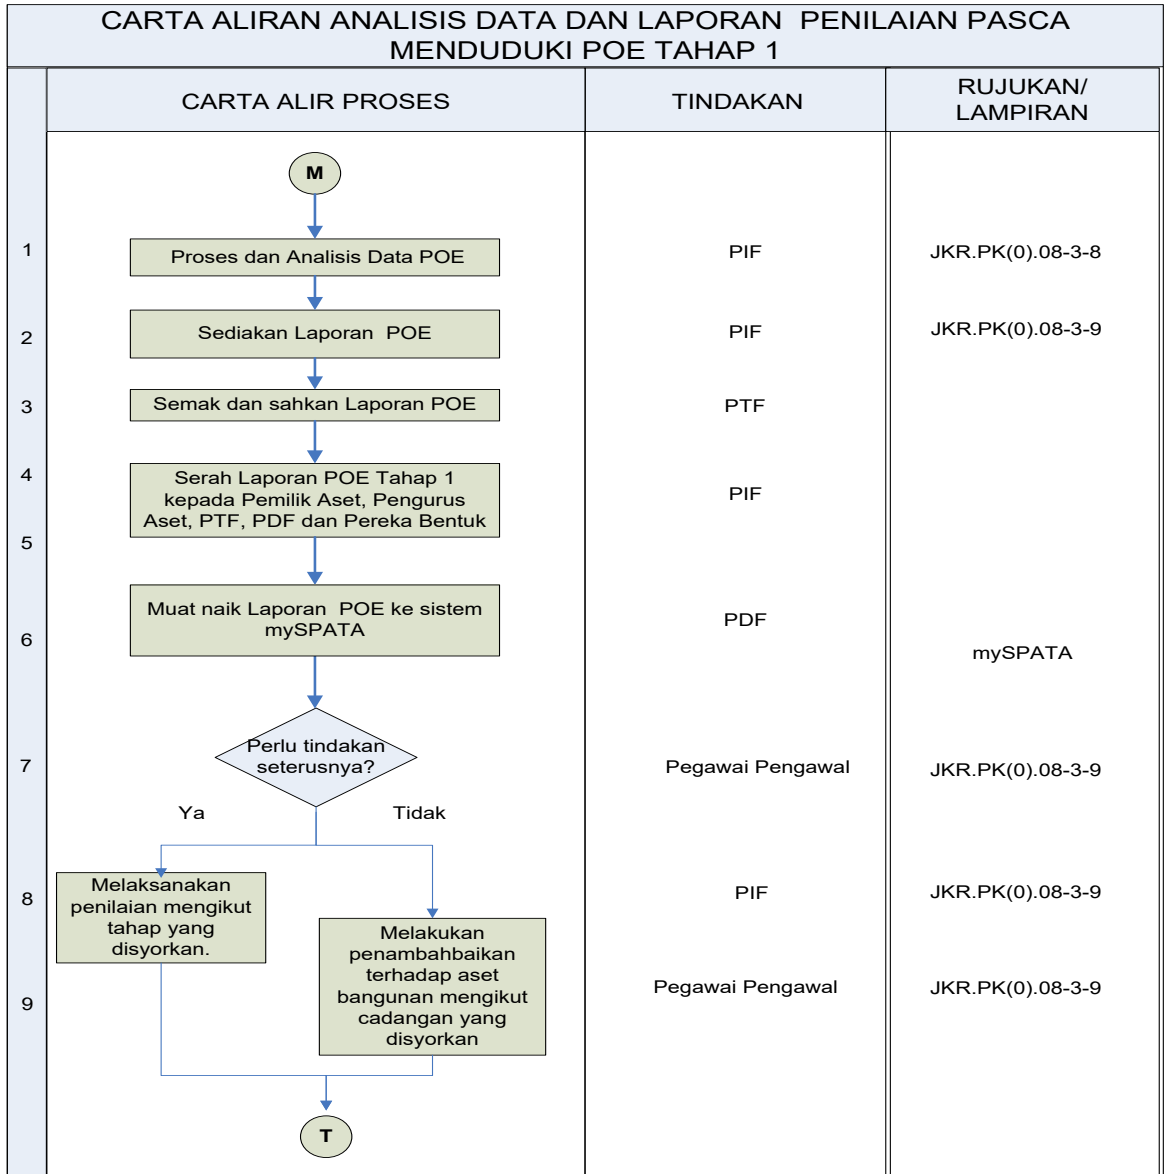 CARTA ALIRAN ANALISIS DATA DAN LAPORAN  PENILAIAN PASCA
MENDUDUKI POE TAHAP 1
CARTA ALIR PROSES
TINDAKAN
RUJUKAN/
LAMPIRAN
M
1
Proses dan Analisis Data POE
PIF
JKR.PK(0).08-3-8
2
Sediakan Laporan  POE
PIF
JKR.PK(0).08-3-9
3
Semak dan sahkan Laporan POE
PTF
4
Serah Laporan POE Tahap 1
kepada Pemilik Aset, Pengurus
Aset, PTF, PDF dan Pereka Bentuk
PIF
5
Muat naik Laporan  POE ke sistem
mySPATA
PDF
6
mySPATA
7
Perlu tindakan
seterusnya?
Pegawai Pengawal
JKR.PK(0).08-3-9
Ya
Tidak
8
Melaksanakan
penilaian mengikut
tahap yang
disyorkan.
PIF
JKR.PK(0).08-3-9
9
Melakukan
penambahbaikan
terhadap aset
bangunan mengikut
cadangan yang
disyorkan
Pegawai Pengawal
JKR.PK(0).08-3-9
T